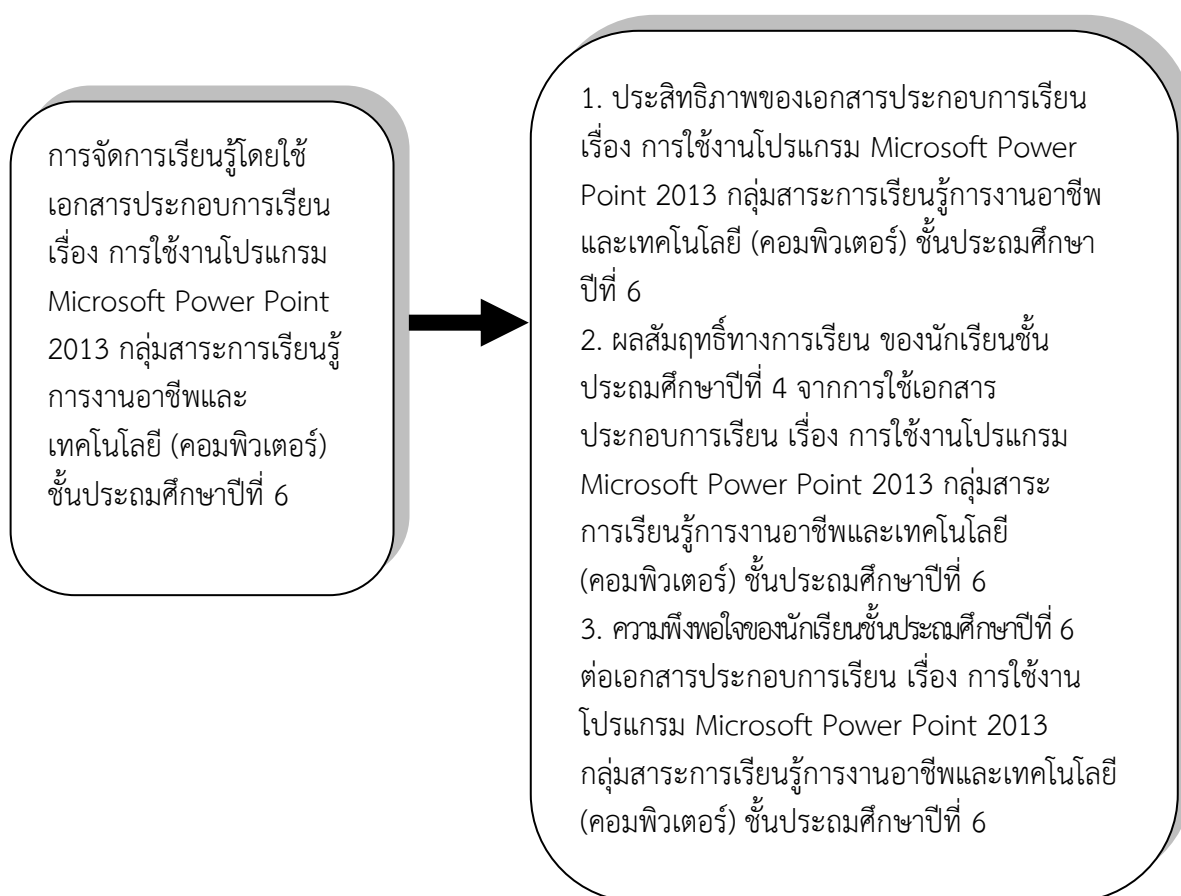 การจัดการเรียนรู้โดยใช้
เอกสารประกอบการเรียน
เรื่อง การใช้งานโปรแกรม
Microsoft Power Point
2013 กลุ่มสาระการเรียนรู้
การงานอาชีพและ
เทคโนโลยี (คอมพิวเตอร์)
ชั้นประถมศึกษาปีที่ 6
1. ประสิทธิภาพของเอกสารประกอบการเรียน
เรื่อง การใช้งานโปรแกรม Microsoft Power
Point 2013 กลุ่มสาระการเรียนรู้การงานอาชีพ
และเทคโนโลยี (คอมพิวเตอร์) ชั้นประถมศึกษา
ปีที่ 6
2. ผลสัมฤทธิ์ทางการเรียน ของนักเรียนชั้น
ประถมศึกษาปีที่ 4 จากการใช้เอกสาร
ประกอบการเรียน เรื่อง การใช้งานโปรแกรม
Microsoft Power Point 2013 กลุ่มสาระ
การเรียนรู้การงานอาชีพและเทคโนโลยี
(คอมพิวเตอร์) ชั้นประถมศึกษาปีที่ 6
3. ความพึงพอใจของนักเรียนชั้นประถมศึกษาปีที่ 6
ต่อเอกสารประกอบการเรียน เรื่อง การใช้งาน
โปรแกรม Microsoft Power Point 2013
กลุ่มสาระการเรียนรู้การงานอาชีพและเทคโนโลยี
(คอมพิวเตอร์) ชั้นประถมศึกษาปีที่ 6